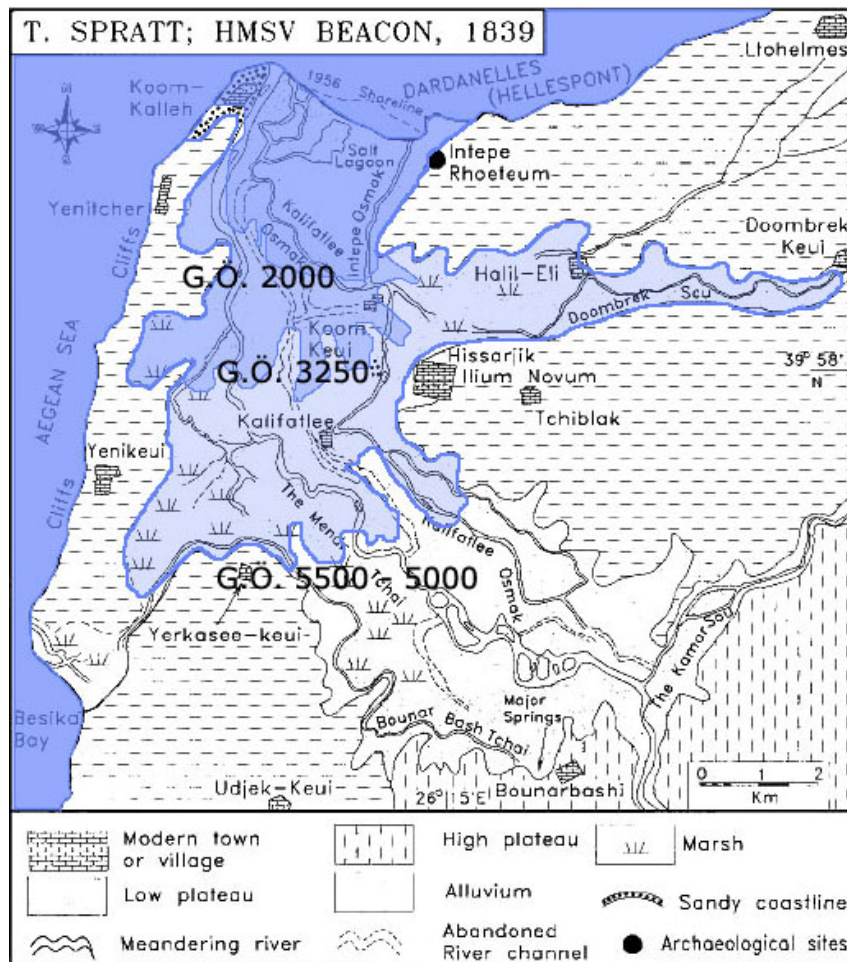 T. SPRATT; HMSV BEACON, 1839
Ltohelmes
DARDANELLES
(HELLESPONT)
1956 Shoreline
Koom-
Kalleh
Salt
Lagoon
Intepe
Rhoeteum
Yenitcher
Cliffs
Kalifatlee
Osmak
Intepe Osmak
Doombrek
Keui
Halil-Eli
G.Ö. 2000
Doombrek Scu
Koom
Keui
AEGEAN SEA
G.Ö. 3250
Hissarjik
Ilium Novum
39° 58'
N
Tchiblak
Kalifatlee
Yenikeui
Cliffs
The Mend
Tchai
Kalifatlee
Osmak
G.Ö. 5500 - 5000
Yerkasee-keui
The Kamor Sou
Besika
Bay
Major
Springs
Bounar Bash Tchai
Udjek-Keui
26° 15'E
Bounarbashi
0 1 2
Km
Modern town
or village
High plateau
Marsh
Low plateau
Alluvium
Sandy coastline
Meandering river
Abandoned
River channel
Archaeological sites